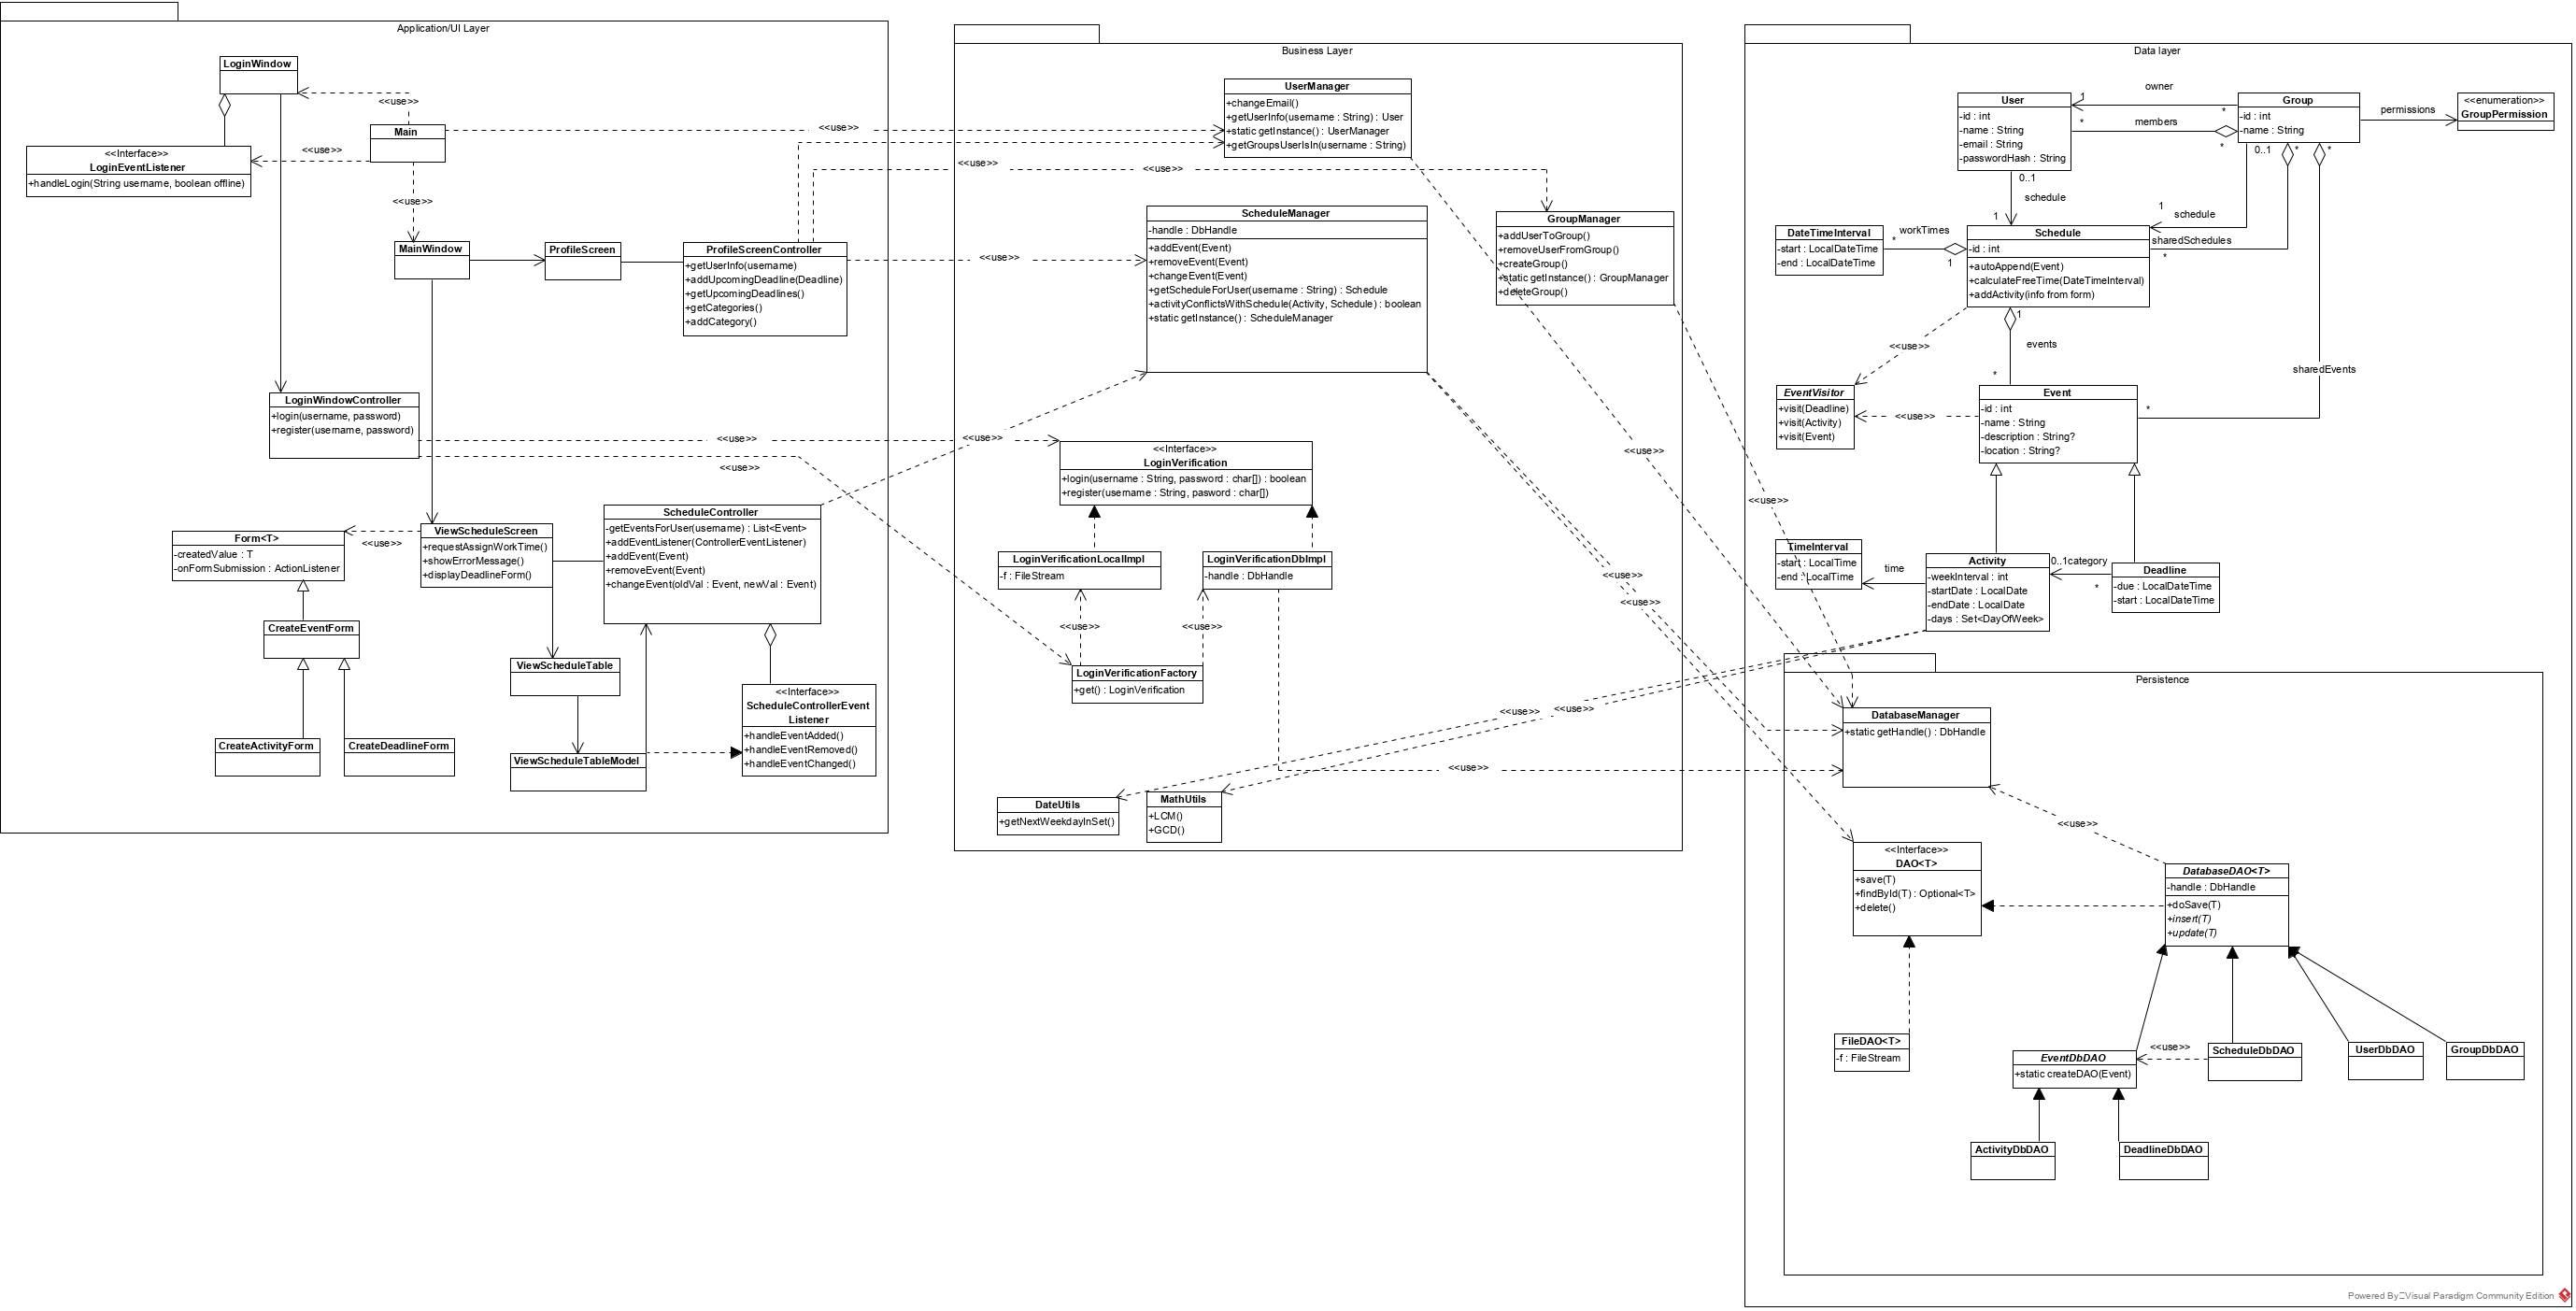 Application/UI Layer
LoginWindow
<<use>>
Main
<<use>>
<<Interface>>
LoginEventListener
+handleLogin(String username, boolean offline)
<<use>>
MainWindow
ProfileScreen
ProfileScreenController
+getUserInfo(username)
+addUpcomingDeadline(Deadline)
+getUpcomingDeadlines()
+getCategories()
+addCategory()
LoginWindowController
+login(username, password)
+register(username, password)
Form<T>
-createdValue : T
-onFormSubmission : ActionListener
<<use>>
ViewScheduleScreen
+requestAssignWorkTime()
+showErrorMessage()
+displayDeadlineForm()
ScheduleController
-getEventsForUser(username) : List<Event>
+addEventListener(ControllerEventListener)
+addEvent(Event)
+removeEvent(Event)
+changeEvent(oldVal : Event, newVal : Event)
CreateEventForm
ViewScheduleTable
CreateActivityForm
CreateDeadlineForm
ViewScheduleTableModel
<<Interface>>
ScheduleControllerEvent
Listener
+handleEventAdded()
+handleEventRemoved()
+handleEventChanged()
<<use>>
<<use>>
<<use>>
Business Layer
UserManager
+changeEmail()
+getUserInfo(username : String) : User
+static getInstance() : UserManager
+getGroupsUserIsIn(username : String)
<<use>>
<<use>>
<<use>>
<<use>>
ScheduleManager
-handle : DbHandle
+addEvent(Event)
+removeEvent(Event)
+changeEvent(Event)
+getScheduleForUser(username : String) : Schedule
+activityConflictsWithSchedule(Activity, Schedule) : boolean
+static getInstance() : ScheduleManager
GroupManager
+addUserToGroup()
+removeUserFromGroup()
+createGroup()
+static getInstance() : GroupManager
+deleteGroup()
<<Interface>>
LoginVerification
+login(username : String, password : char[]) : boolean
+register(username : String, pasword : char[])
LoginVerificationLocalImpl
-f : FileStream
LoginVerificationDbImpl
-handle : DbHandle
<<use>>
<<use>>
LoginVerificationFactory
+get() : LoginVerification
<<use>>
<<use>>
<<use>>
<<use>>
<<use>>
<<use>>
DateUtils
+getNextWeekdayInSet()
MathUtils
+LCM()
+GCD()
Data layer
User
-id : int
-name : String
-email : String
-passwordHash : String
1
owner
*
*
members
*
Group
-id : int
-name : String
permissions
<<enumeration>>
GroupPermission
0..1
schedule
1
0..1
*
*
1
schedule
sharedSchedules
*
DateTimeInterval
-start : LocalDateTime
-end : LocalDateTime
workTimes
*
1
Schedule
-id : int
+autoAppend(Event)
+calculateFreeTime(DateTimeInterval)
+addActivity(info from form)
1
events
*
<<use>>
sharedEvents
*
EventVisitor
+visit(Deadline)
+visit(Activity)
+visit(Event)
<<use>>
Event
-id : int
-name : String
-description : String?
-location : String?
<<use>>
TimeInterval
-start : LocalTime
-end : LocalTime
time
Activity
-weekInterval : int
-startDate : LocalDate
-endDate : LocalDate
-days : Set<DayOfWeek>
0..1category
*
Deadline
-due : LocalDateTime
-start : LocalDateTime
Persistence
DatabaseManager
+static getHandle() : DbHandle
<<use>>
<<Interface>>
DAO<T>
+save(T)
+findById(T) : Optional<T>
+delete()
DatabaseDAO<T>
-handle : DbHandle
+doSave(T)
+insert(T)
+update(T)
FileDAO<T>
-f : FileStream
EventDbDAO
+static createDAO(Event)
<<use>>
ScheduleDbDAO
UserDbDAO
GroupDbDAO
ActivityDbDAO
DeadlineDbDAO
Powered By Visual Paradigm Community Edition